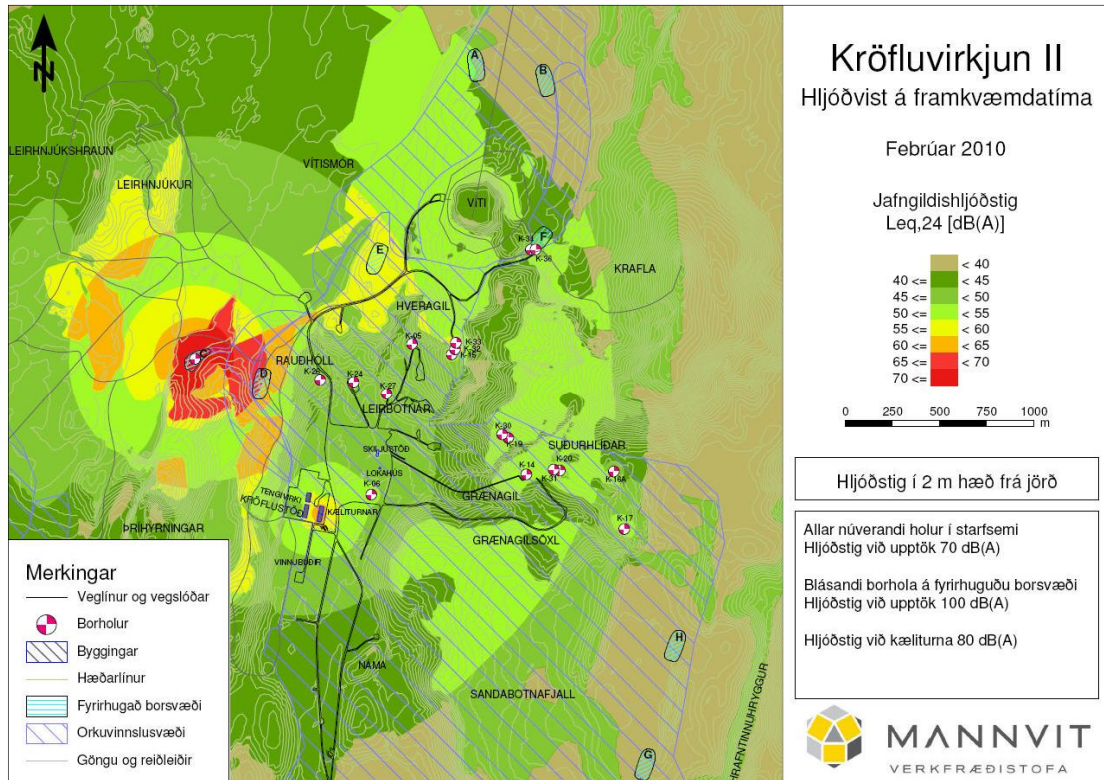 Kröfluvirkjun II
Hljóðvist á framkvæmdatíma
Febrúar 2010
Jafngildishljóðstig
Leq,24 [dB(A)]
< 40
40 <= < 45
45 <= < 50
50 <= < 55
55 <= < 60
60 <= < 65
65 <= < 70
70 <=
0 250 500 750 1000
m
Hljóðstig í 2 m hæð frá jörð
Allar núverandi holur í starfsemi
Hljóðstig við upptök 70 dB(A)
Blásandi borhola á fyrirhuguðu borsvæði
Hljóðstig við upptök 100 dB(A)
Hljóðstig við kæliturna 80 dB(A)
MANNVIT
VERKFRÆÐISTOFA
N
A
B
LEIRHNJÚKSHRAUN
VÍTISMÓR
LEIRHNJÚKUR
VÍTI
E
F
K-34
K-36
KRAFLA
HVERAGIL
K-05
K-33
K-32
K-15
C
RAUÐHÓLL
D
K-26
K-24
K-27
LEIRBOTNAR
K-30
K-19
SKILJUSTÖÐ
SUÐURHLÍÐAR
LOKAHÚS
K-14
K-20
K-31
K-16A
K-06
TENGIVIRKI
KRÖFLUSTÖÐ
KÆLITURNAR
GRÆNAGIL
K-17
ÞRÍHYRNINGAR
GRÆNAGILSÖXL
VINNUBÚÐIR
H
NÁMA
SANDABOTNAFJALL
G
HRAFNTINNUHRYGGUR
Merkingar
Veglínur og vegslóðar
Borholur
Byggingar
Hæðarlínur
Fyrirhugað borsvæði
Orkuvinnslusvæði
Göngu og reiðleiðir